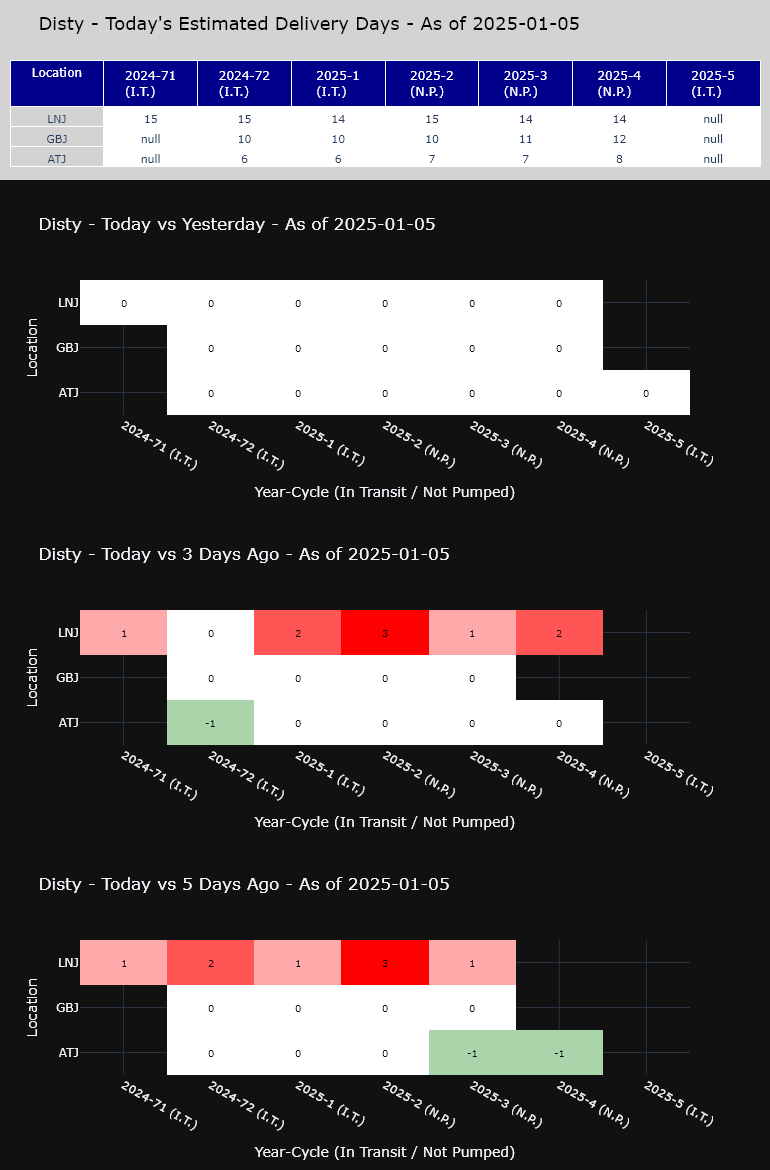 Disty - Today's Estimated Delivery Days - As of 2025-01-05
Location 2024-71 (I.T.) 2024-72 (I.T.) 2025-1 (I.T.) 2025-2 (N.P.) 2025-3 (N.P.) 2025-4 (N.P.) 2025-5 (I.T.)
LNJ 15 15 14 15 14 14 null
GBJ null 10 10 10 11 12 null
ATJ null 6 6 7 7 8 null
Disty - Today vs Yesterday - As of 2025-01-05
Location
LNJ 0 0 0 0 0 0
GBJ 0 0 0 0 0
ATJ 0 0 0 0 0 0
2024-71 (I.T.) 2024-72 (I.T.) 2025-1 (I.T.) 2025-2 (N.P.) 2025-3 (N.P.) 2025-4 (N.P.) 2025-5 (I.T.)
Year-Cycle (In Transit / Not Pumped)
Disty - Today vs 3 Days Ago - As of 2025-01-05
Location
LNJ 1 0 2 3 1 2
GBJ 0 0 0 0
ATJ -1 0 0 0 0
2024-71 (I.T.) 2024-72 (I.T.) 2025-1 (I.T.) 2025-2 (N.P.) 2025-3 (N.P.) 2025-4 (N.P.) 2025-5 (I.T.)
Year-Cycle (In Transit / Not Pumped)
Disty - Today vs 5 Days Ago - As of 2025-01-05
Location
LNJ 1 2 1 3 1
GBJ 0 0 0 0
ATJ 0 0 0 -1 -1
2024-71 (I.T.) 2024-72 (I.T.) 2025-1 (I.T.) 2025-2 (N.P.) 2025-3 (N.P.) 2025-4 (N.P.) 2025-5 (I.T.)
Year-Cycle (In Transit / Not Pumped)